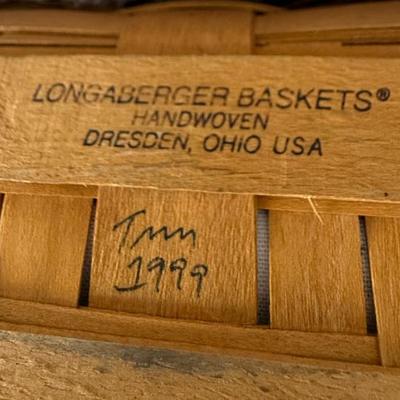 LONGABERGER BASKETS®
HANDWOVEN
DRESDEN, OHIO USA
1999